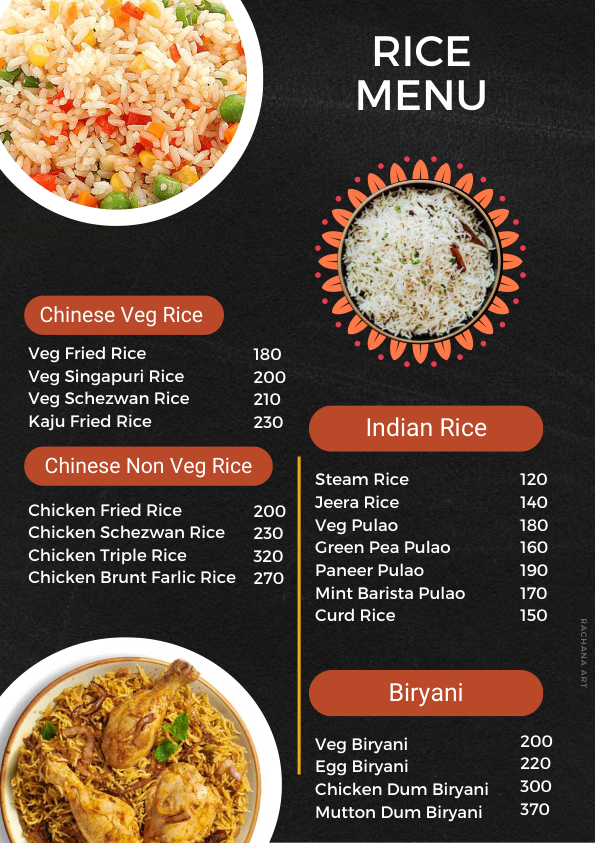 RICE
MENU
Chinese Veg Rice
Veg Fried Rice 180
Veg Singapuri Rice 200
Veg Schezwan Rice 210
Kaju Fried Rice 230
Chinese Non Veg Rice
Chicken Fried Rice 200
Chicken Schezwan Rice 230
Chicken Triple Rice 320
Chicken Brunt Farlic Rice 270
Indian Rice
Steam Rice 120
Jeera Rice 140
Veg Pulao 180
Green Pea Pulao 160
Paneer Pulao 190
Mint Barista Pulao 170
Curd Rice 150
Biryani
Veg Biryani 200
Egg Biryani 220
Chicken Dum Biryani 300
Mutton Dum Biryani 370
RACHANA ART